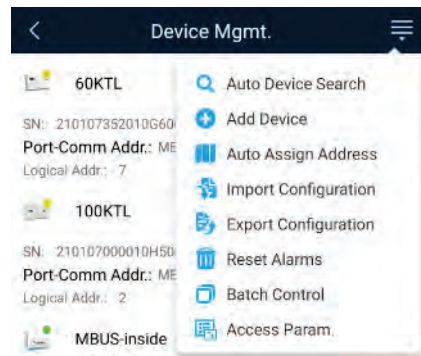 Device Mgmt.
60KTL
SN: 210107352010G60
Port-Comm Addr.: ME
Logical Addr.: 7
100KTL
SN: 210107000010H50
Port-Comm Addr.: ME
Logical Addr.: 2
MBUS-inside
Auto Device Search
Add Device
Auto Assign Address
Import Configuration
Export Configuration
Reset Alarms
Batch Control
Access Param.